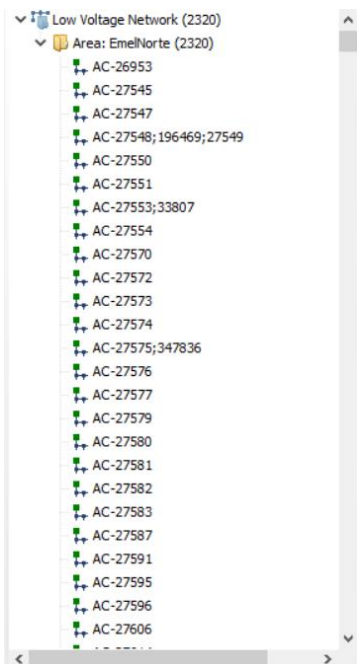 Low Voltage Network (2320)
Area: EmelNorte (2320)
AC-26953
AC-27545
AC-27547
AC-27548;196469;27549
AC-27550
AC-27551
AC-27553;33807
AC-27554
AC-27570
AC-27572
AC-27573
AC-27574
AC-27575;347836
AC-27576
AC-27577
AC-27579
AC-27580
AC-27581
AC-27582
AC-27583
AC-27587
AC-27591
AC-27595
AC-27596
AC-27606